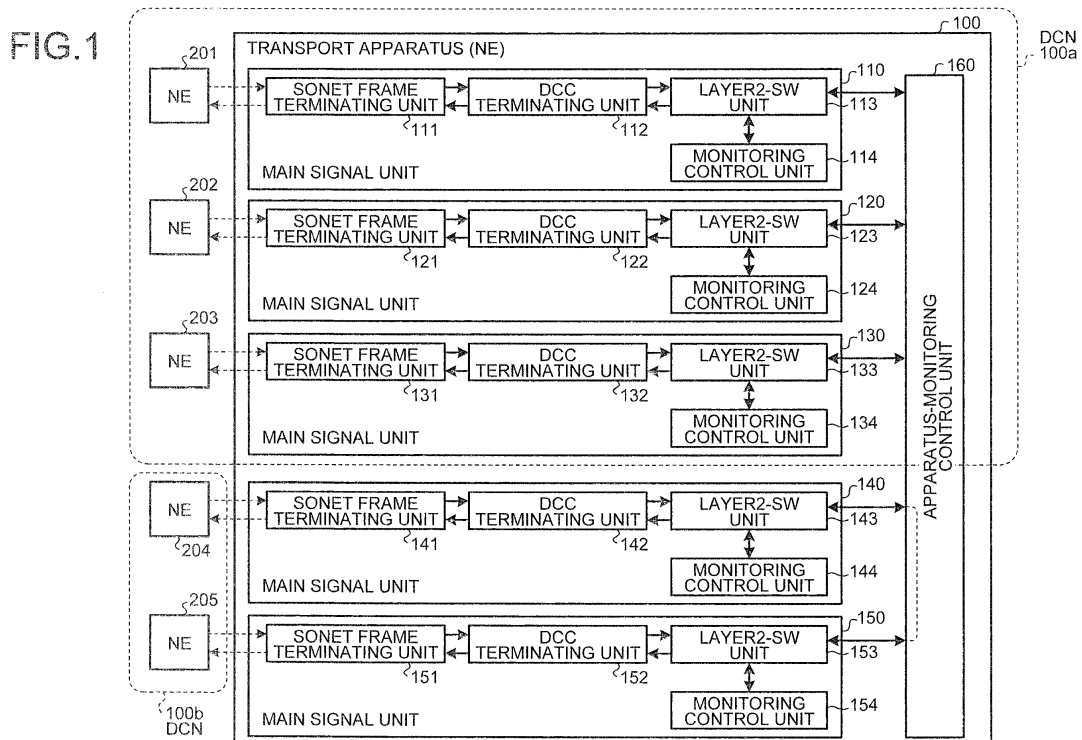 FIG.1
100
DCN
100a
TRANSPORT APPARATUS (NE)
160
201
NE
110
SONET FRAME
TERMINATING UNIT
111
DCC
TERMINATING UNIT
112
LAYER2-SW
UNIT
113
MONITORING
CONTROL UNIT
114
MAIN SIGNAL UNIT
202
NE
120
SONET FRAME
TERMINATING UNIT
121
DCC
TERMINATING UNIT
122
LAYER2-SW
UNIT
123
MONITORING
CONTROL UNIT
124
MAIN SIGNAL UNIT
203
NE
130
SONET FRAME
TERMINATING UNIT
131
DCC
TERMINATING UNIT
132
LAYER2-SW
UNIT
133
MONITORING
CONTROL UNIT
134
MAIN SIGNAL UNIT
APPARATUS-MONITORING
CONTROL UNIT
NE
204
140
SONET FRAME
TERMINATING UNIT
141
DCC
TERMINATING UNIT
142
LAYER2-SW
UNIT
143
MONITORING
CONTROL UNIT
144
MAIN SIGNAL UNIT
205
NE
150
SONET FRAME
TERMINATING UNIT
151
DCC
TERMINATING UNIT
152
LAYER2-SW
UNIT
153
MONITORING
CONTROL UNIT
154
MAIN SIGNAL UNIT
100b
DCN